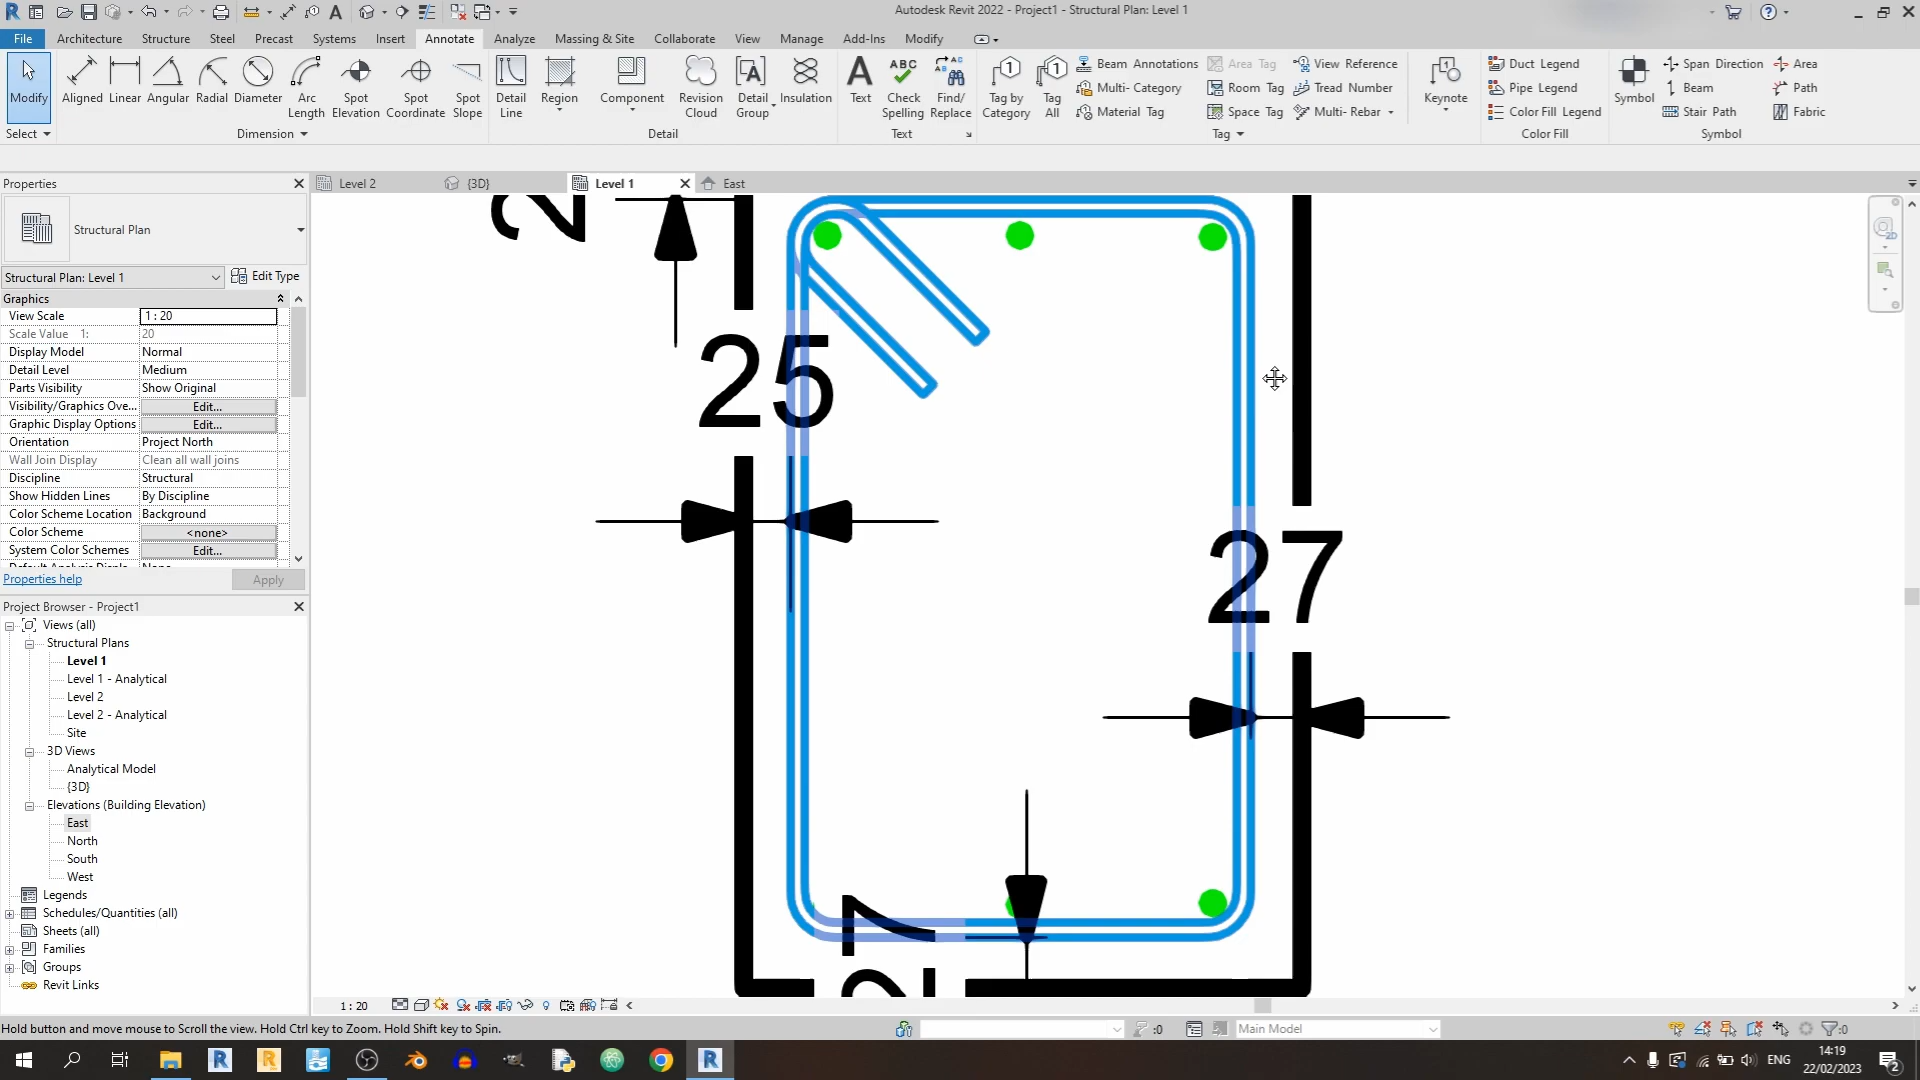 Autodesk Revit 2022 - Project1 - Structural Plan: Level 1
File Architecture Structure Steel Precast Systems Insert Annotate Analyze Massing & Site Collaborate View Manage Add-Ins Modify
Modify Aligned Linear Angular Radial Diameter Arc Length Spot Elevation Spot Coordinate Spot Slope
Detail Line Region Component Revision Cloud Detail Group Insulation
Text Check Spelling Find/ Replace
Tag by Category Tag All Beam Annotations Multi- Category Material Tag Area Tag Room Tag Space Tag View Reference Tread Number Multi- Rebar
Keynote Duct Legend Pipe Legend Color Fill Legend
Symbol Span Direction Beam Stair Path Area Path Fabric
Select Dimension Detail Text Tag Color Fill Symbol
Properties
Level 2 {3D} Level 1 East
Structural Plan
Structural Plan: Level 1 Edit Type
Graphics
View Scale 1 : 20
Scale Value 1: 20
Display Model Normal
Detail Level Medium
Parts Visibility Show Original
Visibility/Graphics Ove... Edit...
Graphic Display Options Edit...
Orientation Project North
Wall Join Display Clean all wall joins
Discipline Structural
Show Hidden Lines By Discipline
Color Scheme Location Background
Color Scheme <none>
System Color Schemes Edit...
Properties help Apply
Project Browser - Project1
Views (all)
Structural Plans
Level 1
Level 1 - Analytical
Level 2
Level 2 - Analytical
Site
3D Views
Analytical Model
{3D}
Elevations (Building Elevation)
East
North
South
West
Legends
Schedules/Quantities (all)
Sheets (all)
Families
Groups
Revit Links
25
27
1 : 20
Hold button and move mouse to Scroll the view. Hold Ctrl key to Zoom. Hold Shift key to Spin.
:0 Main Model :0
ENG
14:19
22/02/2023
2